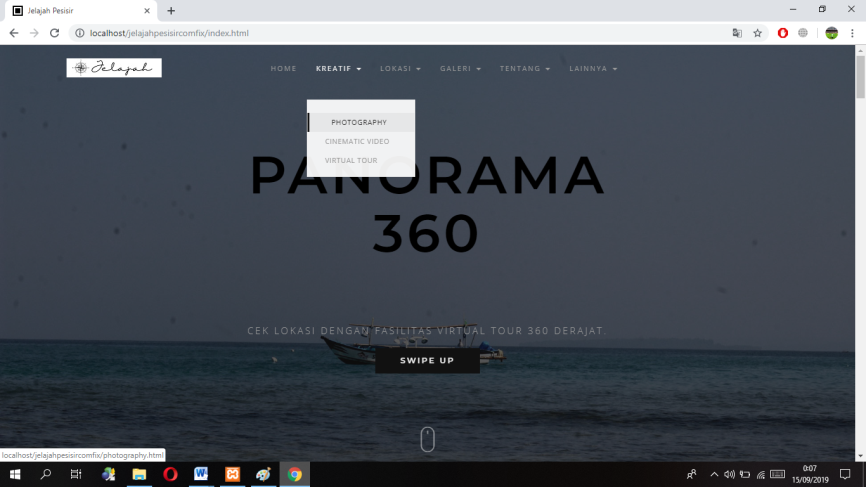 Jelajah Pesisir
localhost/jelajahpesisircomfix/index.html
Jelajah
HOME KREATIF LOKASI GALERI TENTANG LAINNYA
PHOTOGRAPHY
CINEMATIC VIDEO
VIRTUAL TOUR
PANORAMA
360
CEK LOKASI DENGAN FASILITAS VIRTUAL TOUR 360 DERAJAT.
SWIPE UP
localhost/jelajahpesisircomfix/photography.html
0:07
15/09/2019